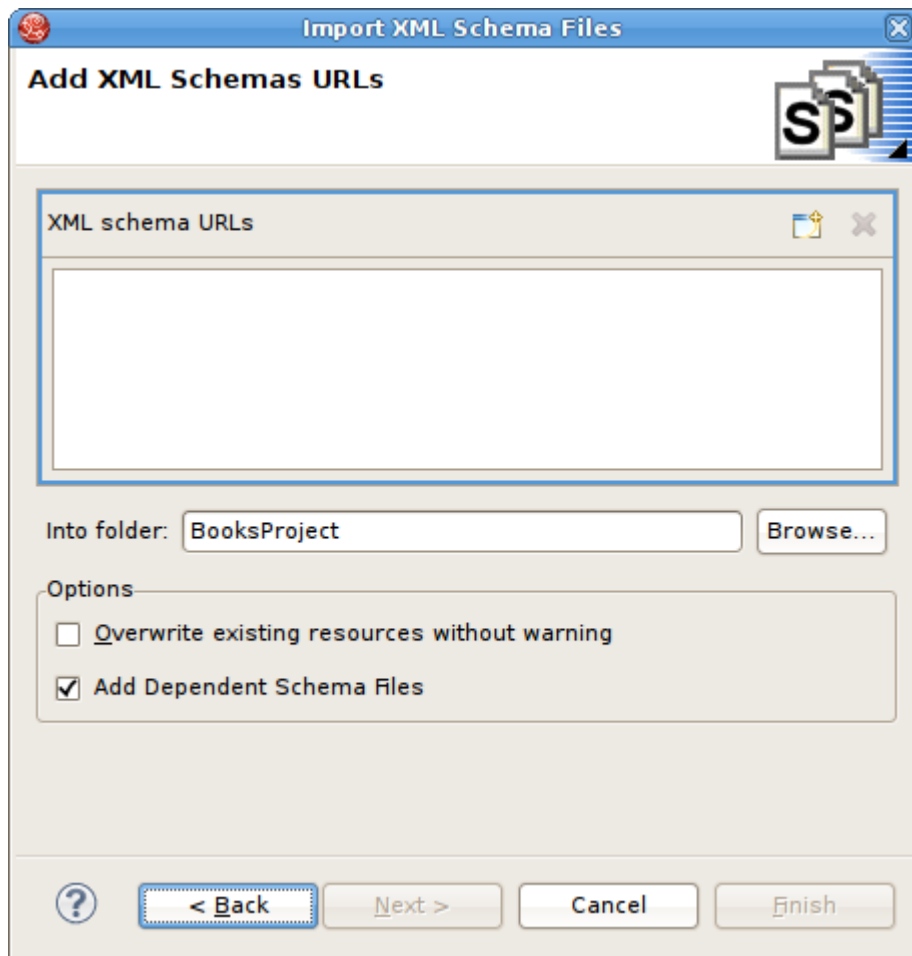 Import XML Schema Files
Add XML Schemas URLs
SS
XML schema URLs
Into folder: BooksProject Browse...
Options
Overwrite existing resources without warning
Add Dependent Schema Files
? < Back Next > Cancel Finish